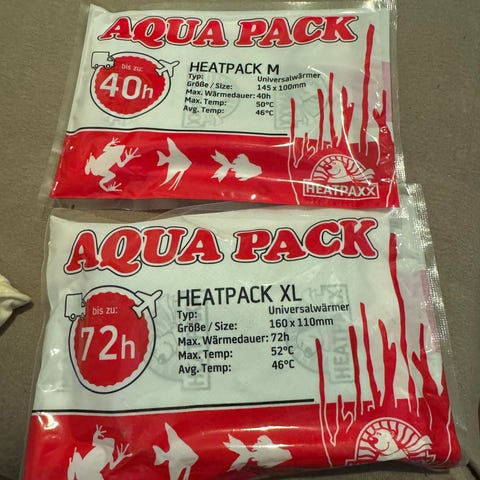 AQUA PACK
bis zu:
40h
HEATPACK M
Typ: Universalwärmer
Größe / Size: 145 x 100mm
Max. Wärmedauer: 40h
Max. Temp: 50°C
Avg. Temp: 46°C
HEATPAXX
AQUA PACK
bis zu:
72h
HEATPACK XL
Typ: Universalwärmer
Größe / Size: 160 x 110mm
Max. Wärmedauer: 72h
Max. Temp: 52°C
Avg. Temp: 46°C
HEATPAXX